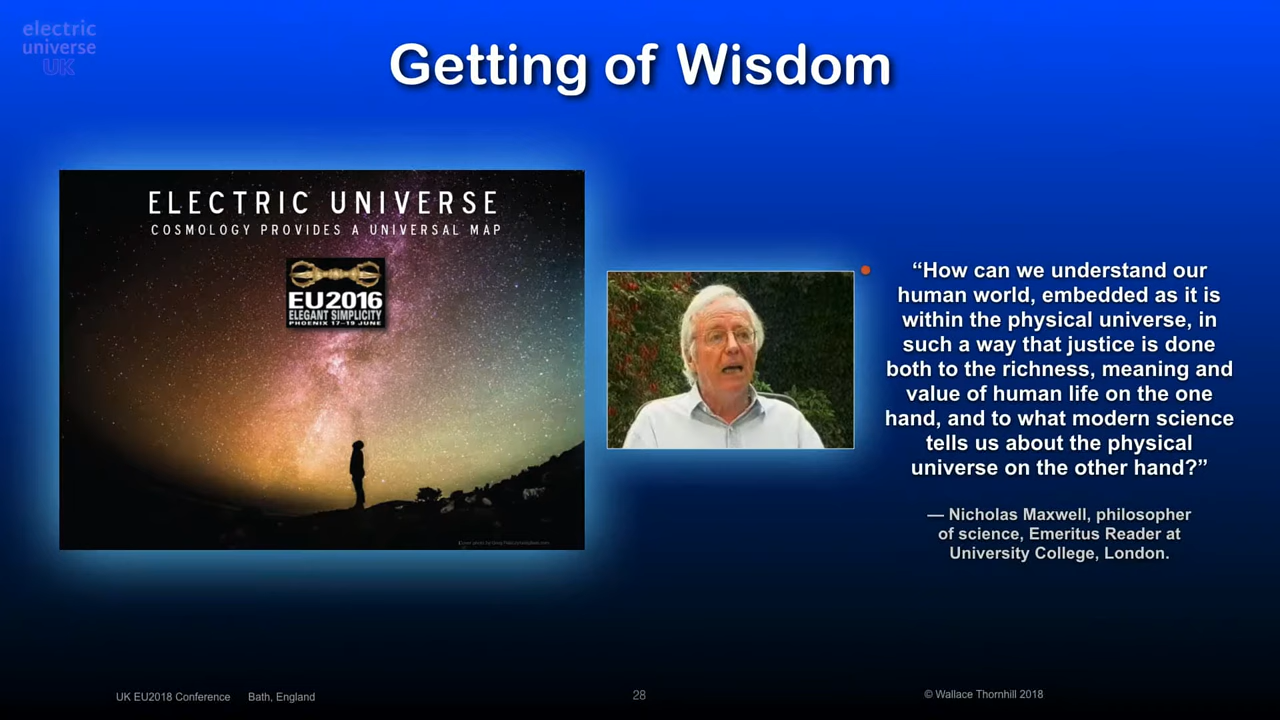 electric
universe
UK
Getting of Wisdom
ELECTRIC UNIVERSE
COSMOLOGY PROVIDES A UNIVERSAL MAP
EU2016
ELEGANT SIMPLICITY
PHOENIX 17–19 JUNE
“How can we understand our
human world, embedded as it is
within the physical universe, in
such a way that justice is done
both to the richness, meaning and
value of human life on the one
hand, and to what modern science
tells us about the physical
universe on the other hand?”
— Nicholas Maxwell, philosopher
of science, Emeritus Reader at
University College, London.
UK EU2018 Conference Bath, England
28
© Wallace Thornhill 2018